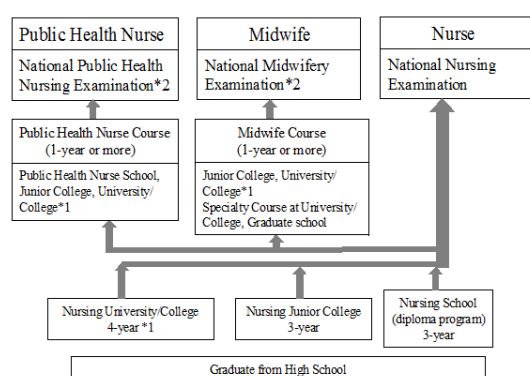 Public Health Nurse
National Public Health
Nursing Examination*2
Midwife
National Midwifery
Examination*2
Nurse
National Nursing
Examination
Public Health Nurse Course
(1-year or more)
Public Health Nurse School,
Junior College, University/
College*1
Midwife Course
(1-year or more)
Junior College, University/
College*1
Specialty Course at University/
College, Graduate school
Nursing University/College
4-year *1
Nursing Junior College
3-year
Nursing School
(diploma program)
3-year
Graduate from High School